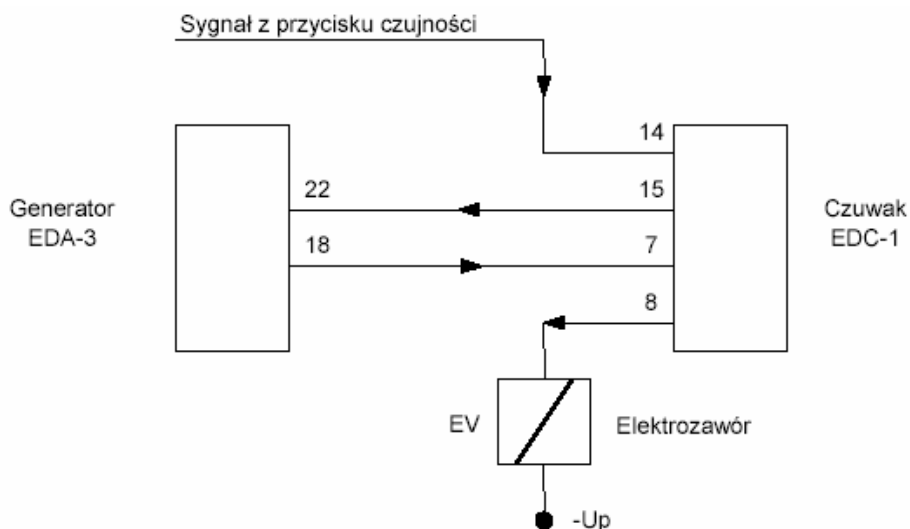 Sygnał z przycisku czujności
14
22
15
Generator
EDA-3
Czuwak
EDC-1
18
7
8
EV
Elektrozawór
-Up